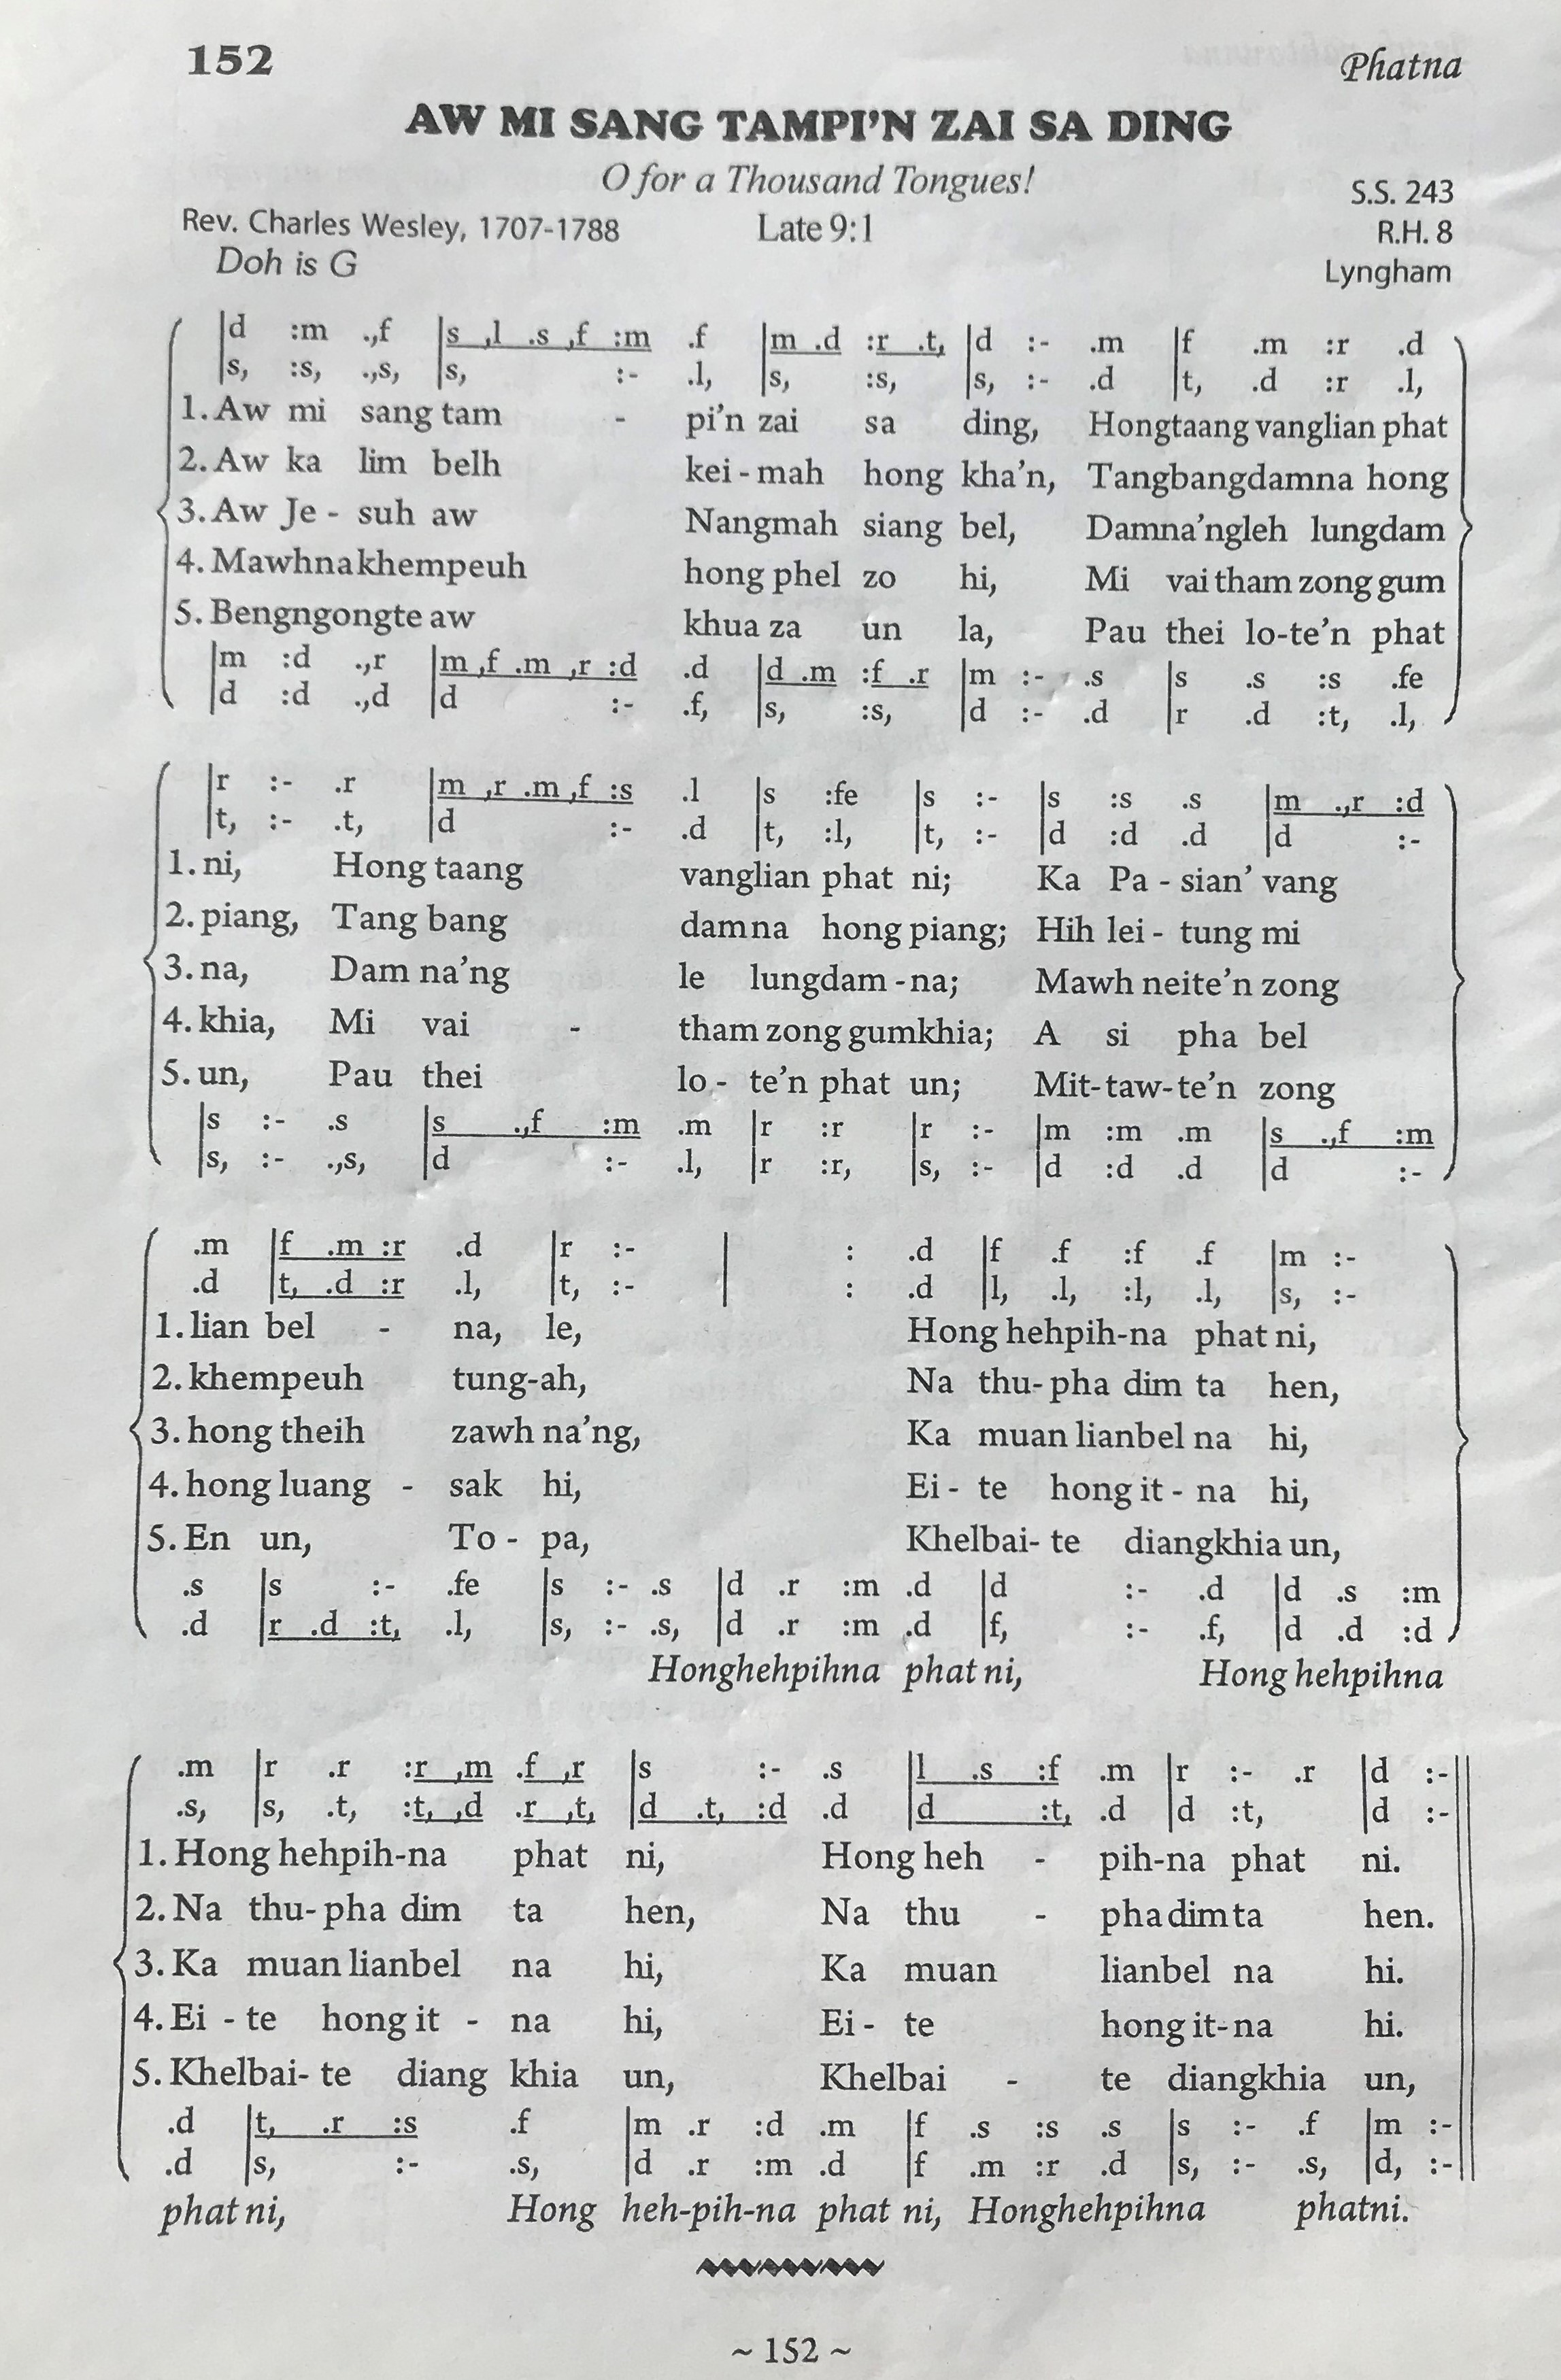 152
Phatna
AW MI SANG TAMPI’N ZAI SA DING
O for a Thousand Tongues!
S.S. 243
Rev. Charles Wesley, 1707-1788 Late 9:1
R.H. 8
Doh is G
Lyngham
|d :m .,f |s ,l .s ,f :m .f |m .d :r .t, |d :- .m |f .m :r .d
|s, :s, .,s, |s, :- .l, |s, :s, |s, :- .d |t, .d :r .l,
1. Aw mi sang tam - pi’n zai sa ding, Hongtaang vanglian phat
2. Aw ka lim belh kei - mah hong kha’n, Tangbangdamna hong
3. Aw Je - suh aw Nangmah siang bel, Damna’ngleh lungdam
4. Mawhnakhempeuh hong phel zo hi, Mi vai tham zong gum
5. Bengngongte aw khua za un la, Pau thei lo-te’n phat
|m :d .,r |m ,f .m ,r :d .d |d .m :f .r |m :- .s |s .s :s .fe
|d :d .,d |d :- .f, |s, :s, |d :- .d |r .d :t, .l,
|r :- .r |m ,r .m ,f :s .l |s :fe |s :- |s :s .s |m .,r :d
|t, :- .t, |d :- .d |t, :l, |t, :- |d :d .d |d :-
1. ni, Hong taang vanglian phat ni; Ka Pa - sian’ vang
2. piang, Tang bang damna hong piang; Hih lei - tung mi
3. na, Dam na’ng le lungdam - na; Mawh neite’n zong
4. khia, Mi vai - tham zong gumkhia; A si pha bel
5. un, Pau thei lo - te’n phat un; Mit-taw-te’n zong
|s :- .s |s .,f :m .m |r :r |r :- |m :m .m |s .,f :m
|s, :- .,s, |d :- .l, |r :r, |s, :- |d :d .d |d :-
.m |f .m :r .d |r :- | : .d |f .f :f .f |m :-
.d |t, .d :r .l, |t, :- | : .d |l, .l, :l, .l, |s, :-
1. lian bel - na, le, Hong hehpih-na phat ni,
2. khempeuh tung-ah, Na thu-pha dim ta hen,
3. hong theih zawh na’ng, Ka muan lianbel na hi,
4. hong luang - sak hi, Ei - te hong it - na hi,
5. En un, To - pa, Khelbai- te diangkhia un,
.s |s :- .fe |s :- .s |d .r :m .d |d :- .d |d .s :m
.d |r .d :t, .l, |s, :- .s, |d .r :m .d |f, :- .f, |d .d :d
Honghehpihna phat ni, Hong hehpihna
.m |r .r :r ,m .f ,r |s :- .s |l .s :f .m |r :- .r |d :-
.s, |s, .t, :t, ,d .r ,t, |d .t, :d .d |d :t, .d |d :t, |d :-
1. Hong hehpih-na phat ni, Hong heh - pih-na phat ni.
2. Na thu-pha dim ta hen, Na thu - phadimta hen.
3. Ka muan lianbel na hi, Ka muan lianbel na hi.
4. Ei - te hong it - na hi, Ei - te hong it-na hi.
5. Khelbai- te diang khia un, Khelbai - te diangkhia un,
.d |t, .r :s .f |m .r :d .m |f .s :s .s |s :- .f |m :-
.d |s, :- .s, |d .r :m .d |f .m :r .d |s, :- .s, |d, :-
phat ni, Hong heh-pih-na phat ni, Honghehpihna phatni.
~ 152 ~